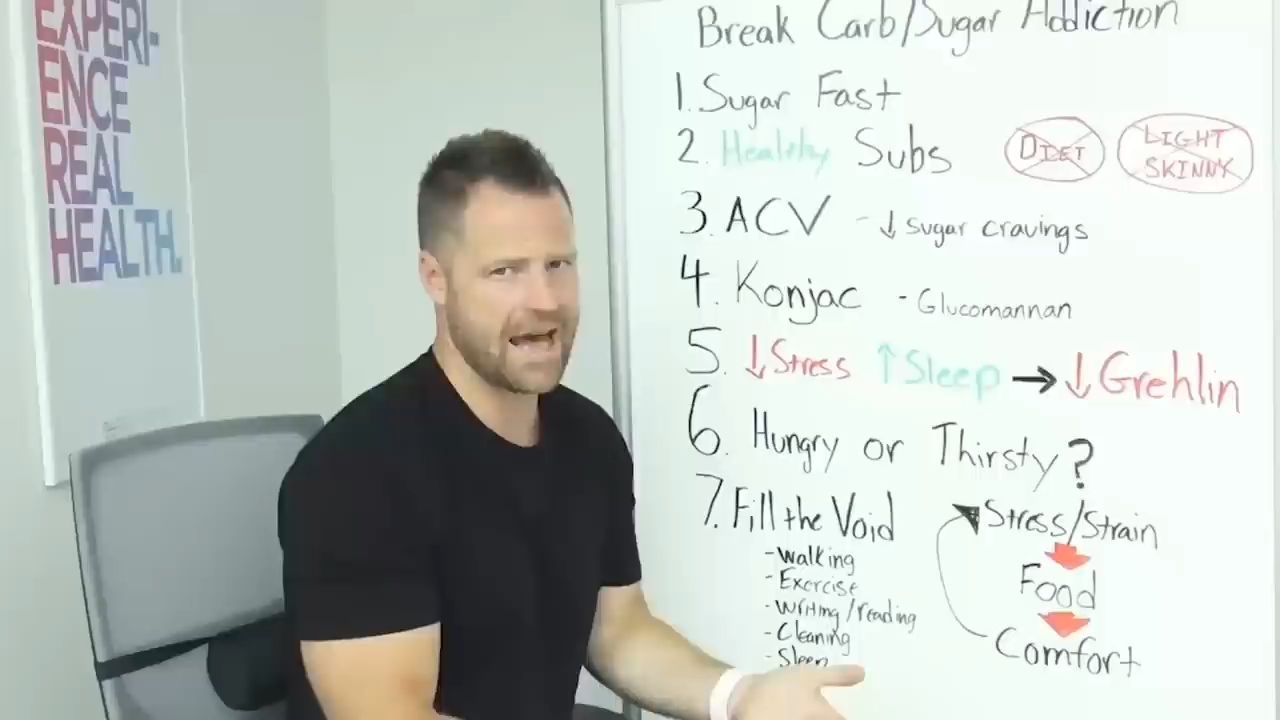 EXPERI-
ENCE
REAL
HEALTH.
Break Carb/Sugar Addiction
1. Sugar Fast
2. Healthy Subs DIET LIGHT SKINNY
3. ACV - ↓ sugar cravings
4. Konjac - Glucomannan
5. ↓ Stress ↑ Sleep → ↓ Grehlin
6. Hungry or Thirsty?
7. Fill the Void
- Walking
- Exercise
- Writing/reading
- Cleaning
- Sleep
Stress/Strain
Food
Comfort